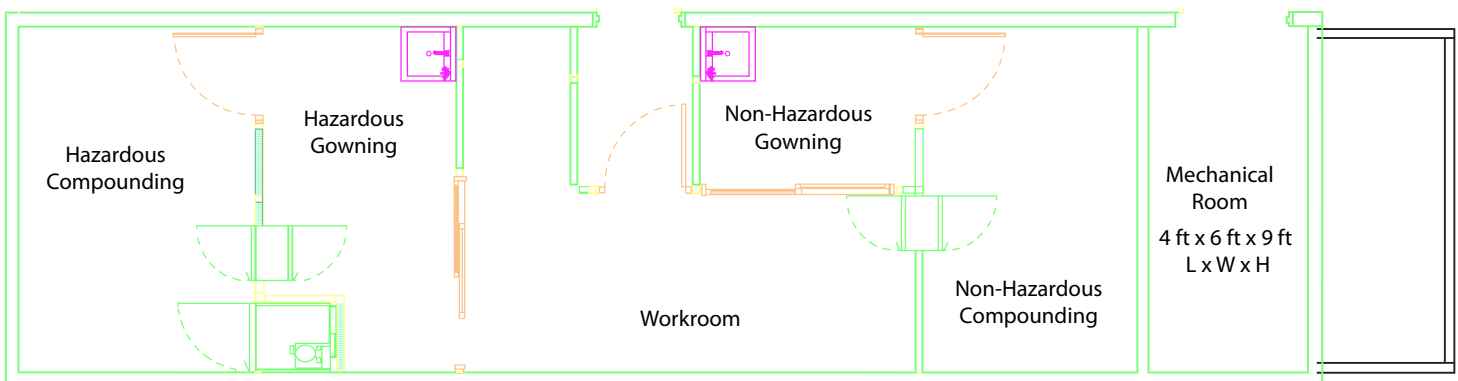 Hazardous
Compounding
Hazardous
Gowning
Workroom
Non-Hazardous
Gowning
Non-Hazardous
Compounding
Mechanical
Room
4 ft x 6 ft x 9 ft
L x W x H